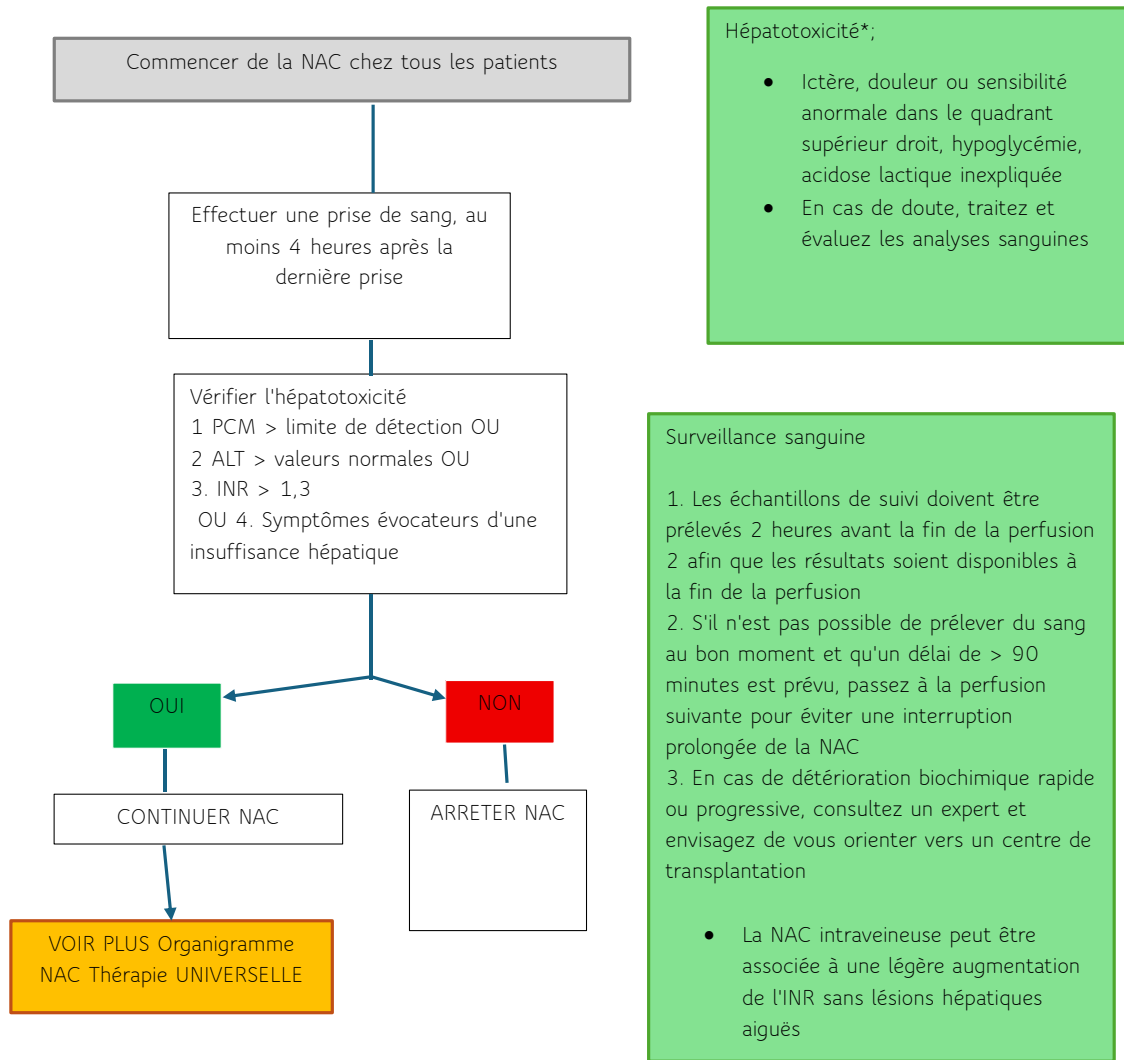 Commencer de la NAC chez tous les patients
Effectuer une prise de sang, au
moins 4 heures après la
dernière prise
Vérifier l'hépatotoxicité
1 PCM > limite de détection OU
2 ALT > valeurs normales OU
3. INR > 1,3
OU 4. Symptômes évocateurs d'une
insuffisance hépatique
OUI
NON
CONTINUER NAC
ARRETER NAC
VOIR PLUS Organigramme
NAC Thérapie UNIVERSELLE
Hépatotoxicité*;
• Ictère, douleur ou sensibilité
anormale dans le quadrant
supérieur droit, hypoglycémie,
acidose lactique inexpliquée
• En cas de doute, traitez et
évaluez les analyses sanguines
Surveillance sanguine
1. Les échantillons de suivi doivent être
prélevés 2 heures avant la fin de la perfusion
2 afin que les résultats soient disponibles à
la fin de la perfusion
2. S'il n'est pas possible de prélever du sang
au bon moment et qu'un délai de > 90
minutes est prévu, passez à la perfusion
suivante pour éviter une interruption
prolongée de la NAC
3. En cas de détérioration biochimique rapide
ou progressive, consultez un expert et
envisagez de vous orienter vers un centre de
transplantation
• La NAC intraveineuse peut être
associée à une légère augmentation
de l'INR sans lésions hépatiques
aiguës